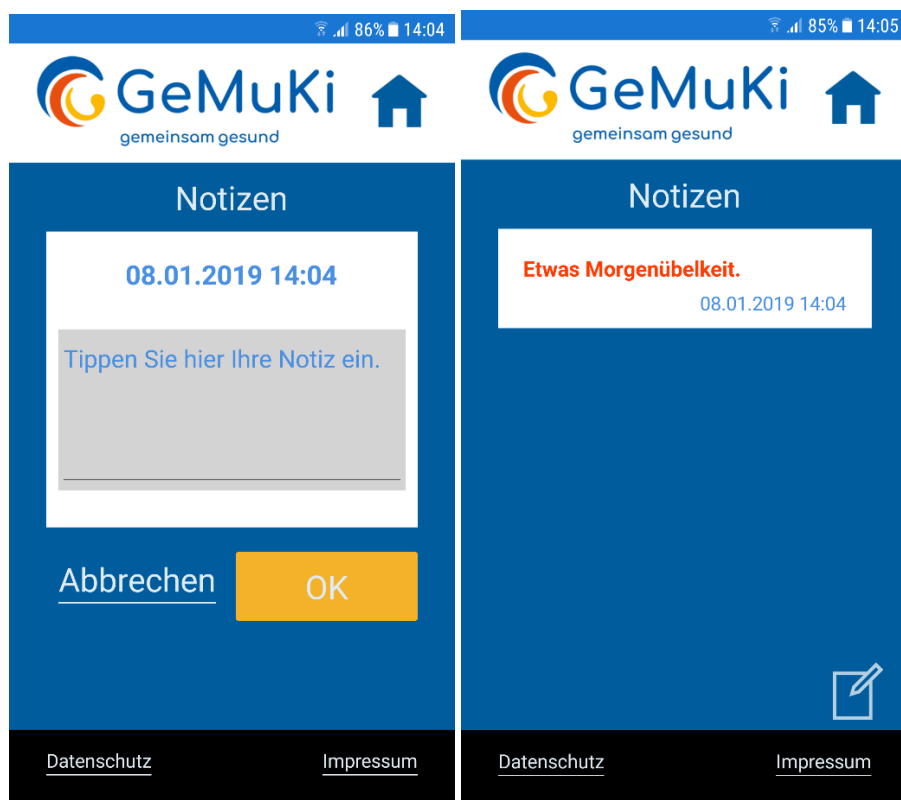 86% 14:04
GeMuKi
gemeinsam gesund
Notizen
08.01.2019 14:04
Tippen Sie hier Ihre Notiz ein.
Abbrechen
OK
Datenschutz
Impressum
85% 14:05
GeMuKi
gemeinsam gesund
Notizen
Etwas Morgenübelkeit.
08.01.2019 14:04
Datenschutz
Impressum